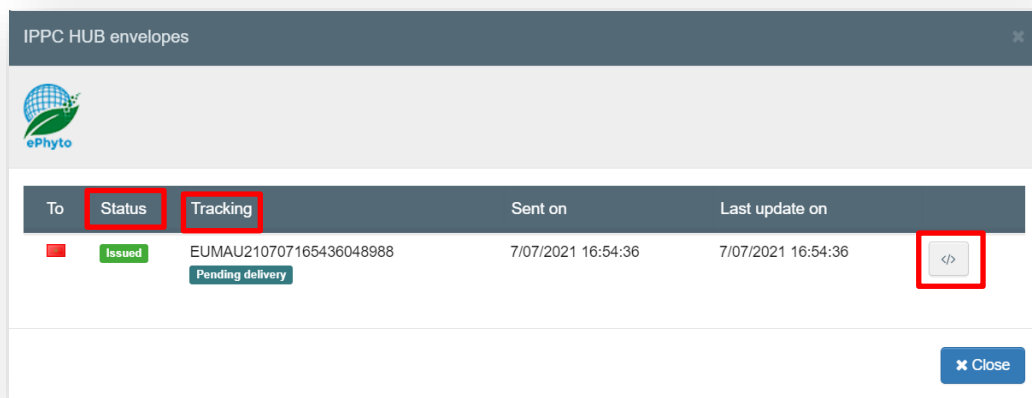 IPPC HUB envelopes
ePhyto
To Status Tracking Sent on Last update on
Issued EUMAU210707165436048988 7/07/2021 16:54:36 7/07/2021 16:54:36 </>
Pending delivery
✖ Close